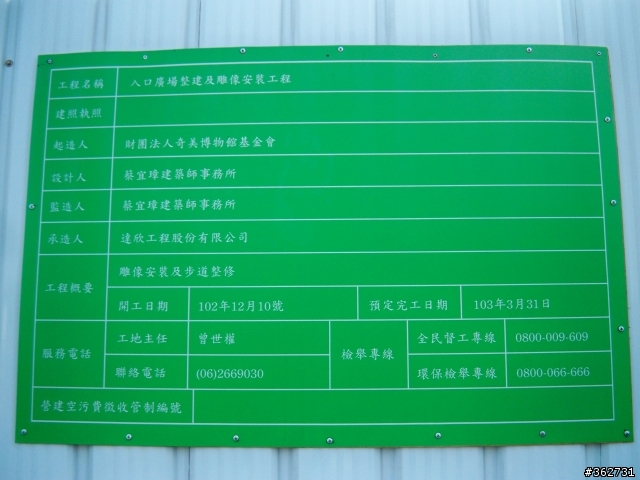 工程名稱 入口廣場整建及雕像安裝工程
建照執照
起造人 財團法人奇美博物館基金會
設計人 蔡宜璋建築師事務所
監造人 蔡宜璋建築師事務所
承造人 達欣工程股份有限公司
工程概要 雕像安裝及步道整修
開工日期 102年12月10號 預定完工日期 103年3月31日
服務電話 工地主任 曾世權 檢舉專線 全民督工專線 0800-009-609
聯絡電話 (06)2669030 環保檢舉專線 0800-066-666
營建空污費徵收管制編號
#362731